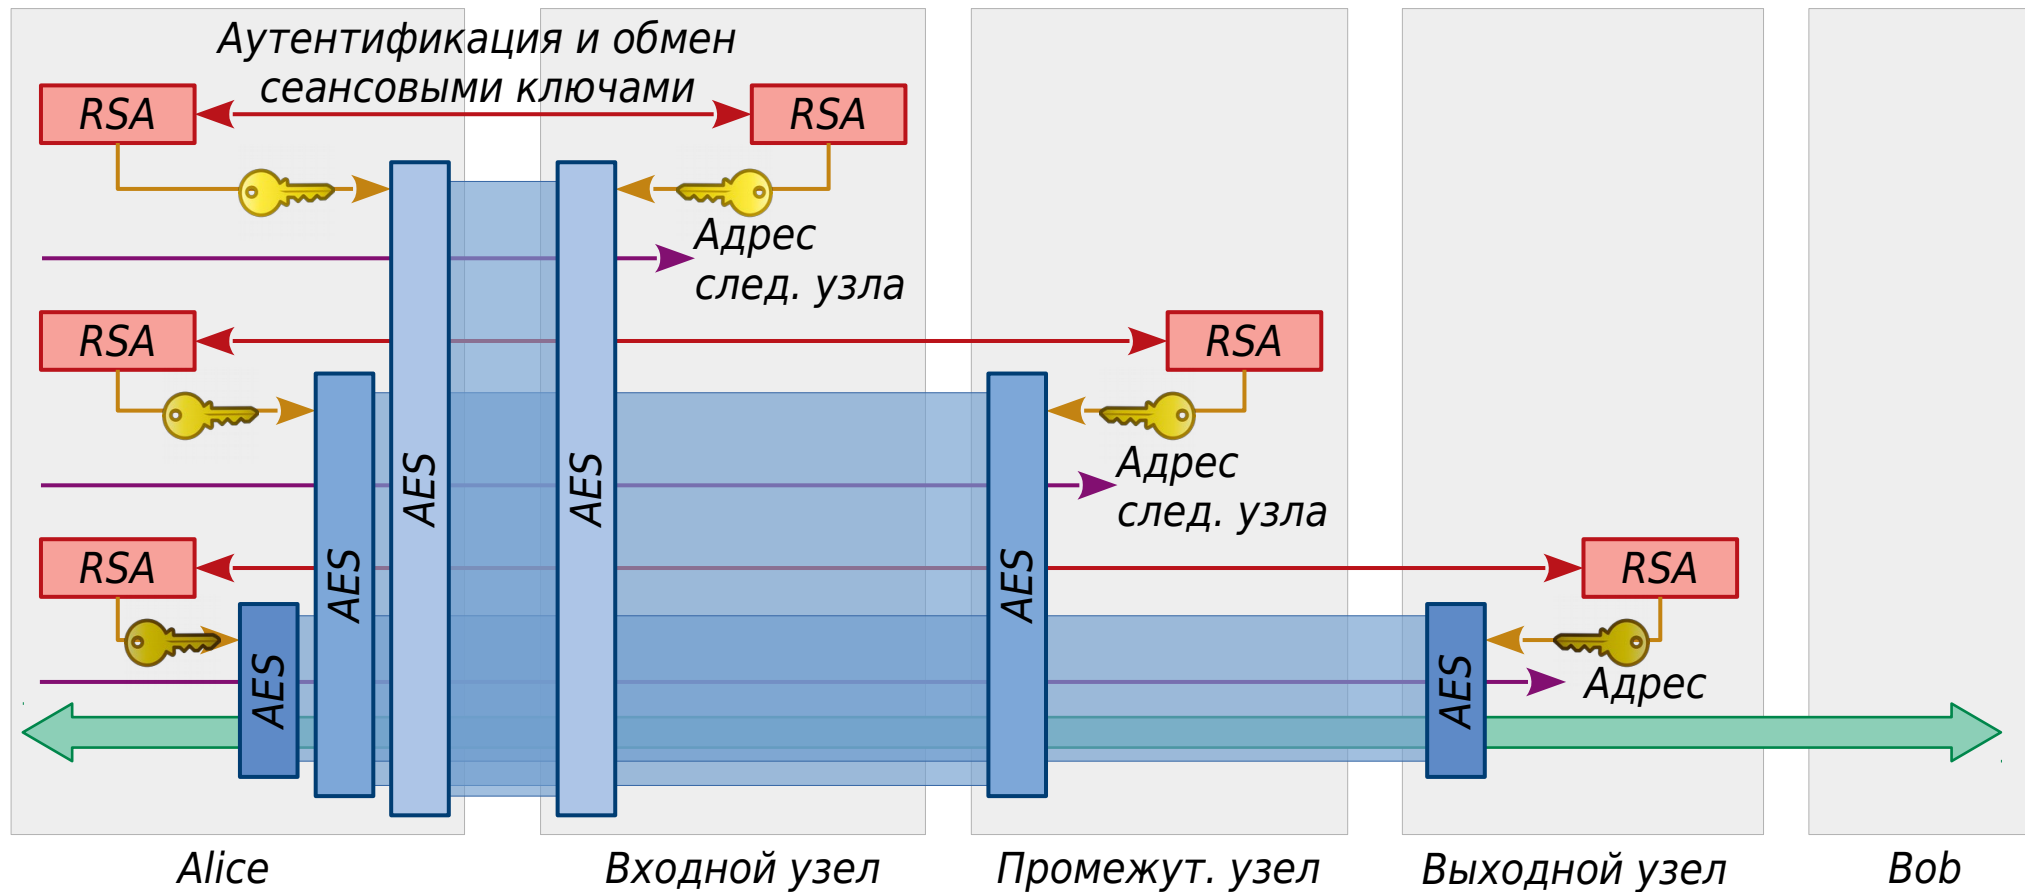 Аутентификация и обмен
сеансовыми ключами
RSA
RSA
Адрес
след. узла
RSA
RSA
Адрес
след. узла
AES
AES
RSA
RSA
AES
AES
AES
AES
Адрес
Alice
Входной узел
Промежут. узел
Выходной узел
Bob